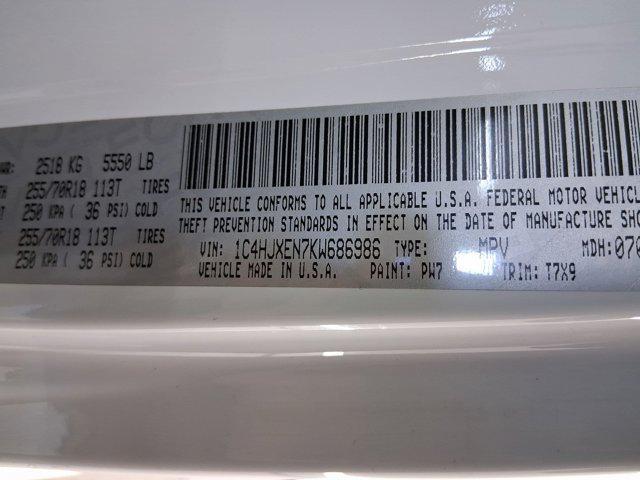 2518 KG 5550 LB
255/70R18 113T TIRES
250 KPA ( 36 PSI) COLD
255/70R18 113T TIRES
250 KPA ( 36 PSI) COLD
THIS VEHICLE CONFORMS TO ALL APPLICABLE U.S.A. FEDERAL MOTOR VEHICLE
THEFT PREVENTION STANDARDS IN EFFECT ON THE DATE OF MANUFACTURE SHO
VIN: 1C4HJXEN7KW686986 TYPE: MPV MDH:070
VEHICLE MADE IN U.S.A. PAINT: PW7 TRIM: T7X9